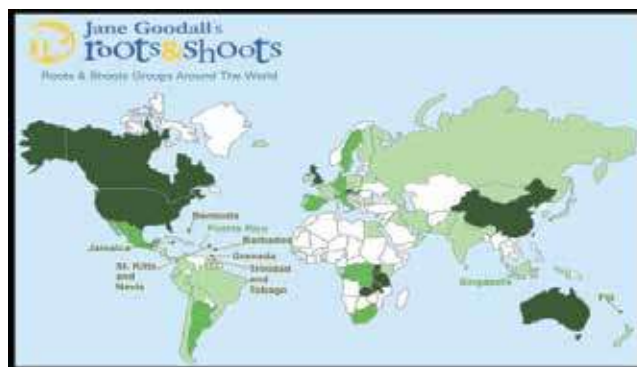 Jane Goodall's
roots&shoots
Roots & Shoots Groups Around The World
Bermuda
Puerto Rico
Jamaica
Barbados
Grenada
St. Kitts
and
Nevis
Trinidad
and
Tobago
Singapore
Fiji